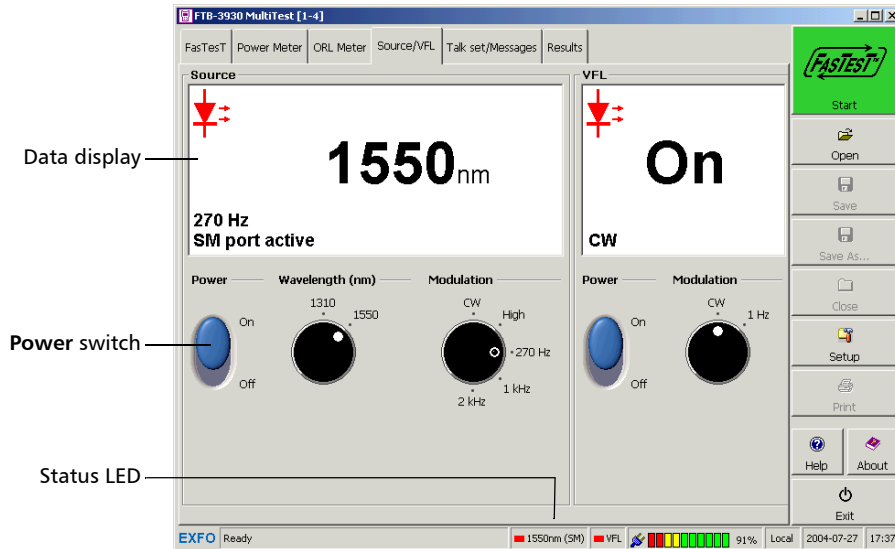 FTB-3930 MultiTest [1-4]
FasTesT Power Meter ORL Meter Source/VFL Talk set/Messages Results
Source
VFL
1550nm
270 Hz
SM port active
On
CW
Power
Wavelength (nm)
Modulation
On
Off
1310
1550
CW
High
270 Hz
1 kHz
2 kHz
Power
Modulation
On
Off
CW
1 Hz
FASTEST™
Start
Open
Save
Save As...
Close
Setup
Print
Help
About
Exit
Data display
Power switch
Status LED
EXFO Ready 1550nm (SM) VFL 91% Local 2004-07-27 17:37